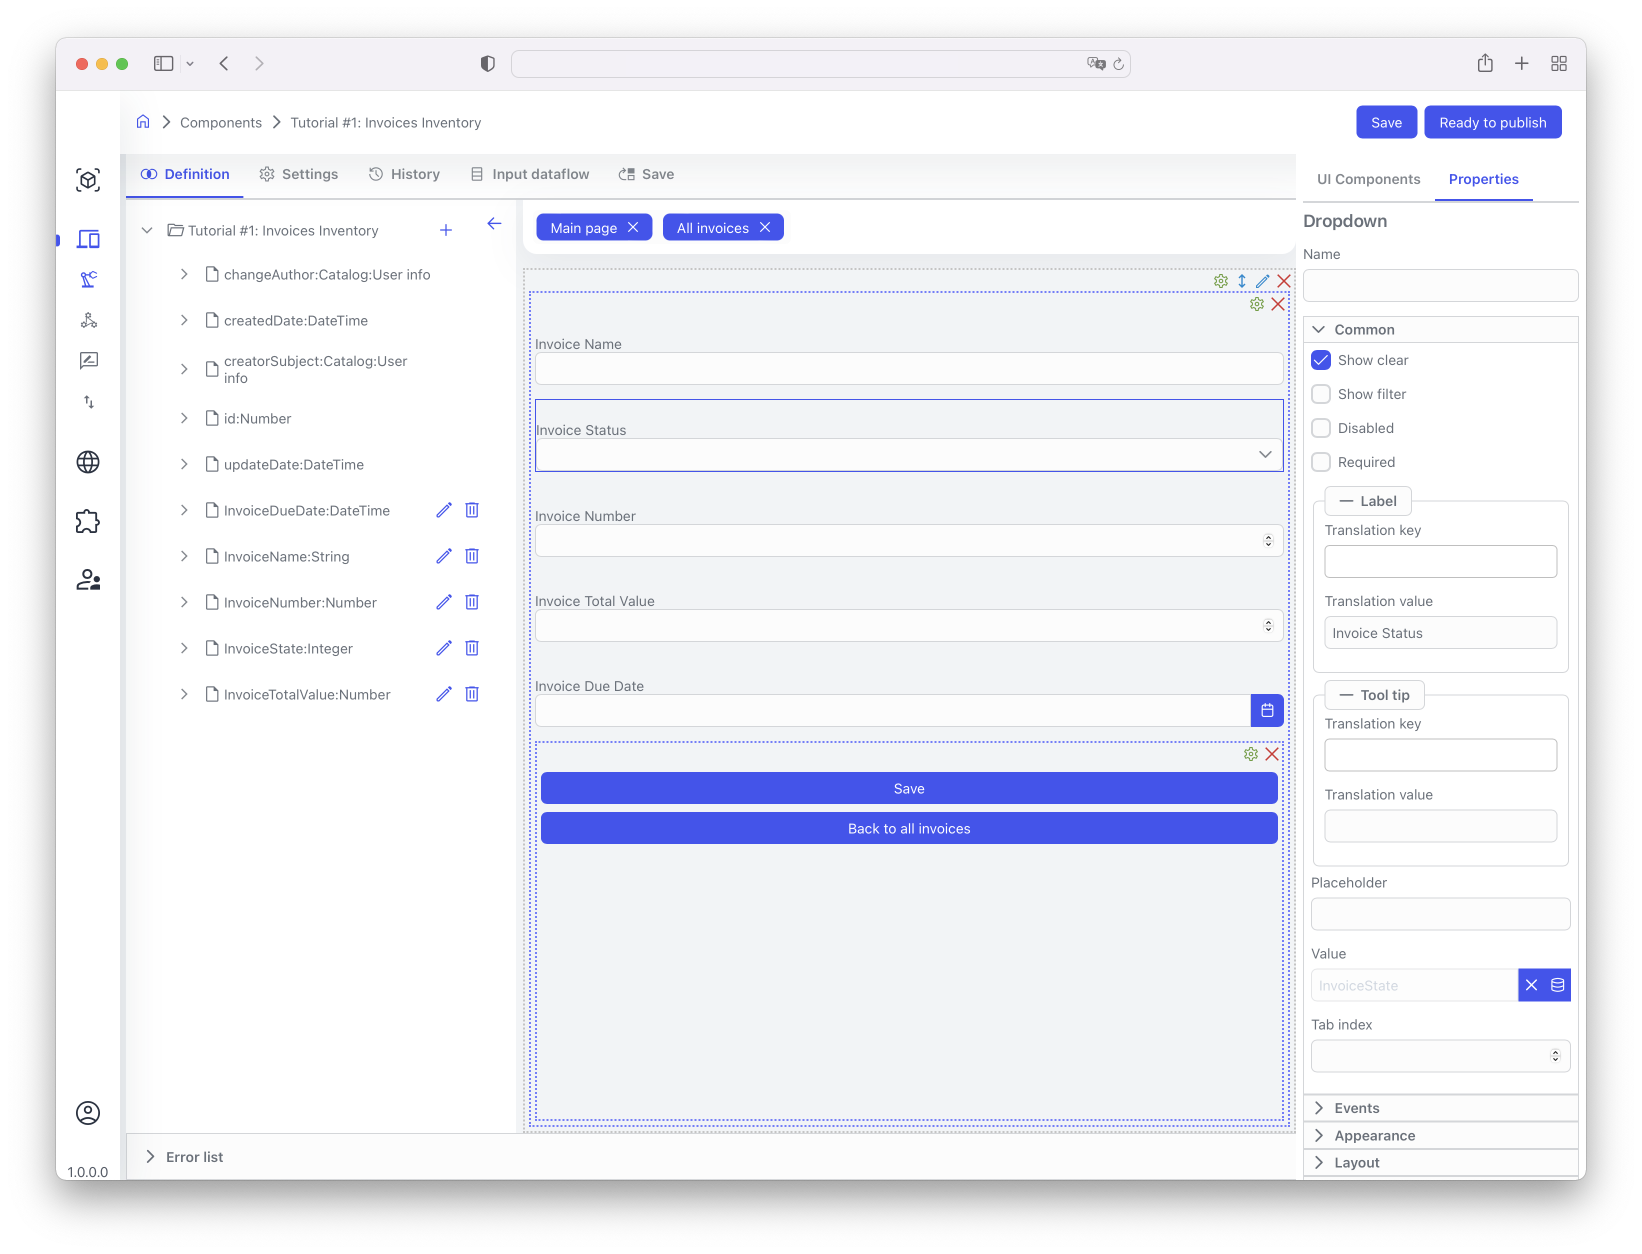 Components
Tutorial #1: Invoices Inventory
Save
Ready to publish
Definition
Settings
History
Input dataflow
Save
UI Components
Properties
Tutorial #1: Invoices Inventory
changeAuthor:Catalog:User info
createdDate:DateTime
creatorSubject:Catalog:User
info
id:Number
updateDate:DateTime
InvoiceDueDate:DateTime
InvoiceName:String
InvoiceNumber:Number
InvoiceState:Integer
InvoiceTotalValue:Number
Main page
All invoices
Invoice Name
Invoice Status
Invoice Number
Invoice Total Value
Invoice Due Date
Save
Back to all invoices
Dropdown
Name
Common
Show clear
Show filter
Disabled
Required
Label
Translation key
Translation value
Invoice Status
Tool tip
Translation key
Translation value
Placeholder
Value
InvoiceState
Tab index
Events
Appearance
Layout
Error list
1.0.0.0